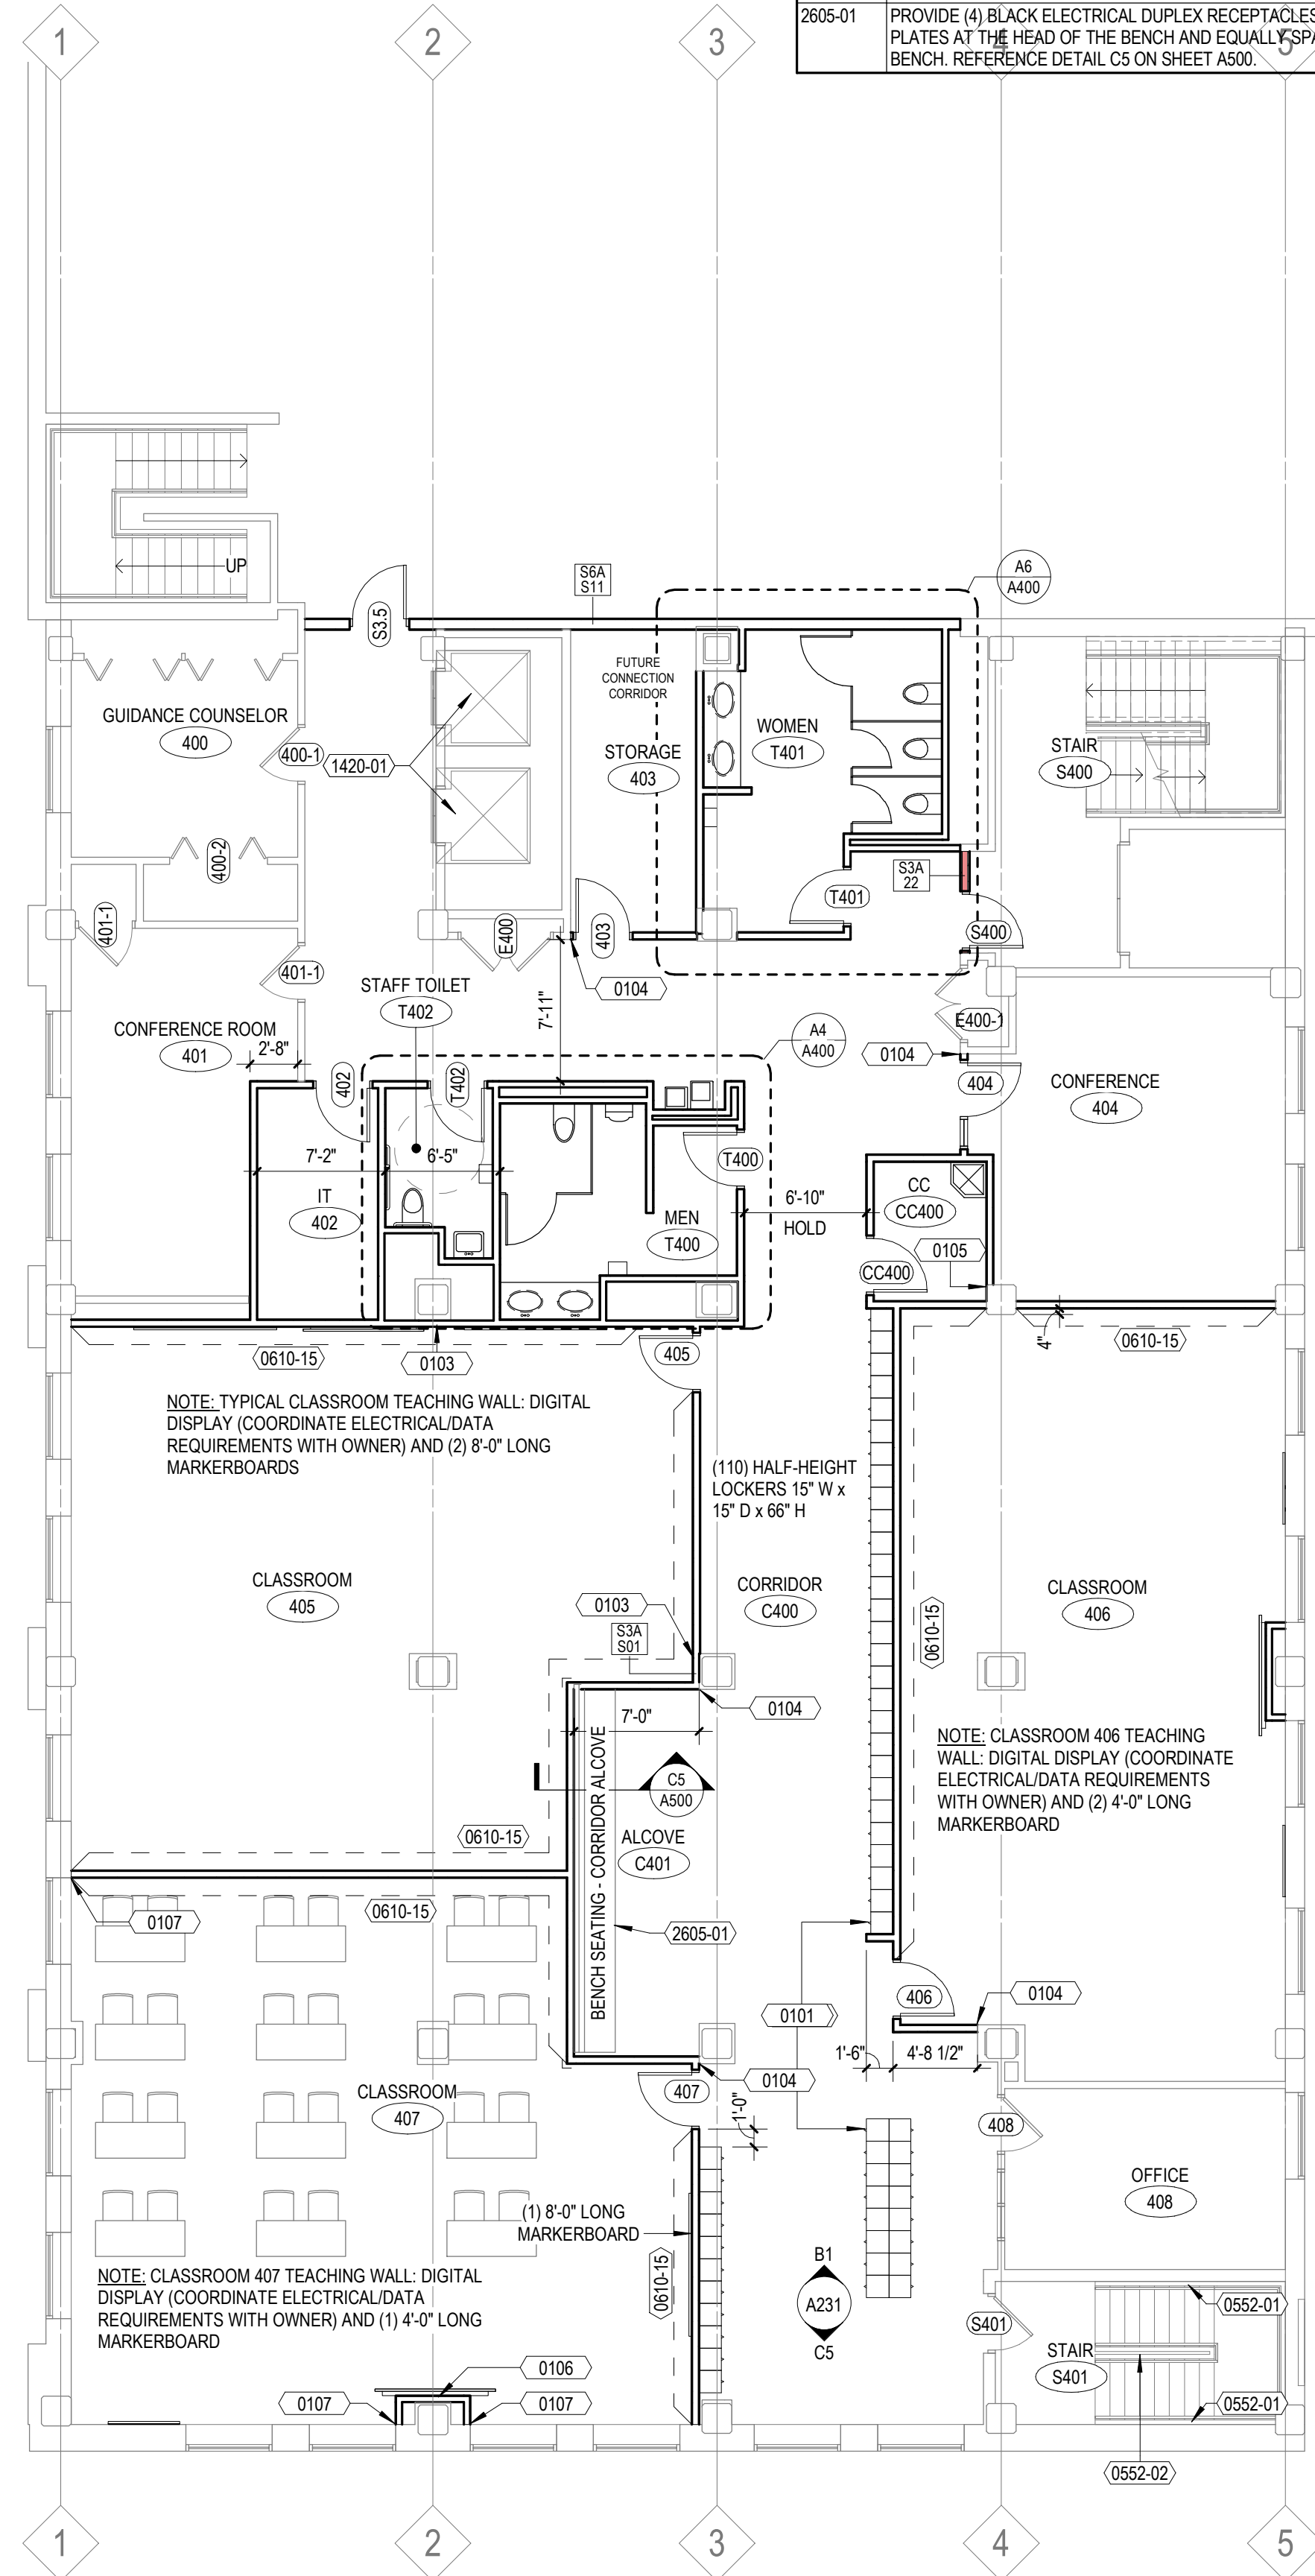 2605-01
PROVIDE (4) BLACK ELECTRICAL DUPLEX RECEPTACLES
PLATES AT THE HEAD OF THE BENCH AND EQUALLY
BENCH. REFERENCE DETAIL C5 ON SHEET A500.
1
2
3
4
5
UP
S3.5
S6A
S11
A6
A400
FUTURE
CONNECTION
CORRIDOR
GUIDANCE COUNSELOR
400
400-1
1420-01
STORAGE
403
WOMEN
T401
STAIR
S400
400-2
S3A
22
T401
401-1
E400
403
S400
401-1
STAFF TOILET
T402
0104
7'-11"
E400-1
CONFERENCE ROOM
401
2'-8"
A4
A400
0104
404
CONFERENCE
404
402
T402
7'-2"
6'-5"
T400
IT
402
MEN
T400
6'-10"
HOLD
CC
CC400
0105
CC400
0610-15
0103
405
4"
0610-15
NOTE: TYPICAL CLASSROOM TEACHING WALL: DIGITAL
DISPLAY (COORDINATE ELECTRICAL/DATA
REQUIREMENTS WITH OWNER) AND (2) 8'-0" LONG
MARKERBOARDS
(110) HALF-HEIGHT
LOCKERS 15" W x
15" D x 66" H
CLASSROOM
405
0103
S3A
S01
CORRIDOR
C400
0610-15
CLASSROOM
406
0104
7'-0"
BENCH SEATING - CORRIDOR ALCOVE
C5
A500
NOTE: CLASSROOM 406 TEACHING
WALL: DIGITAL DISPLAY (COORDINATE
ELECTRICAL/DATA REQUIREMENTS
WITH OWNER) AND (2) 4'-0" LONG
MARKERBOARD
0610-15
ALCOVE
C401
0107
0610-15
2605-01
406
0104
0101
1'-6"
4'-8 1/2"
CLASSROOM
407
407
0104
1'-0"
408
OFFICE
408
(1) 8'-0" LONG
MARKERBOARD
0610-15
NOTE: CLASSROOM 407 TEACHING WALL: DIGITAL
DISPLAY (COORDINATE ELECTRICAL/DATA
REQUIREMENTS WITH OWNER) AND (1) 4'-0" LONG
MARKERBOARD
B1
A231
C5
S401
0552-01
STAIR
S401
0106
0107
0107
0552-01
0552-02
1
2
3
4
5